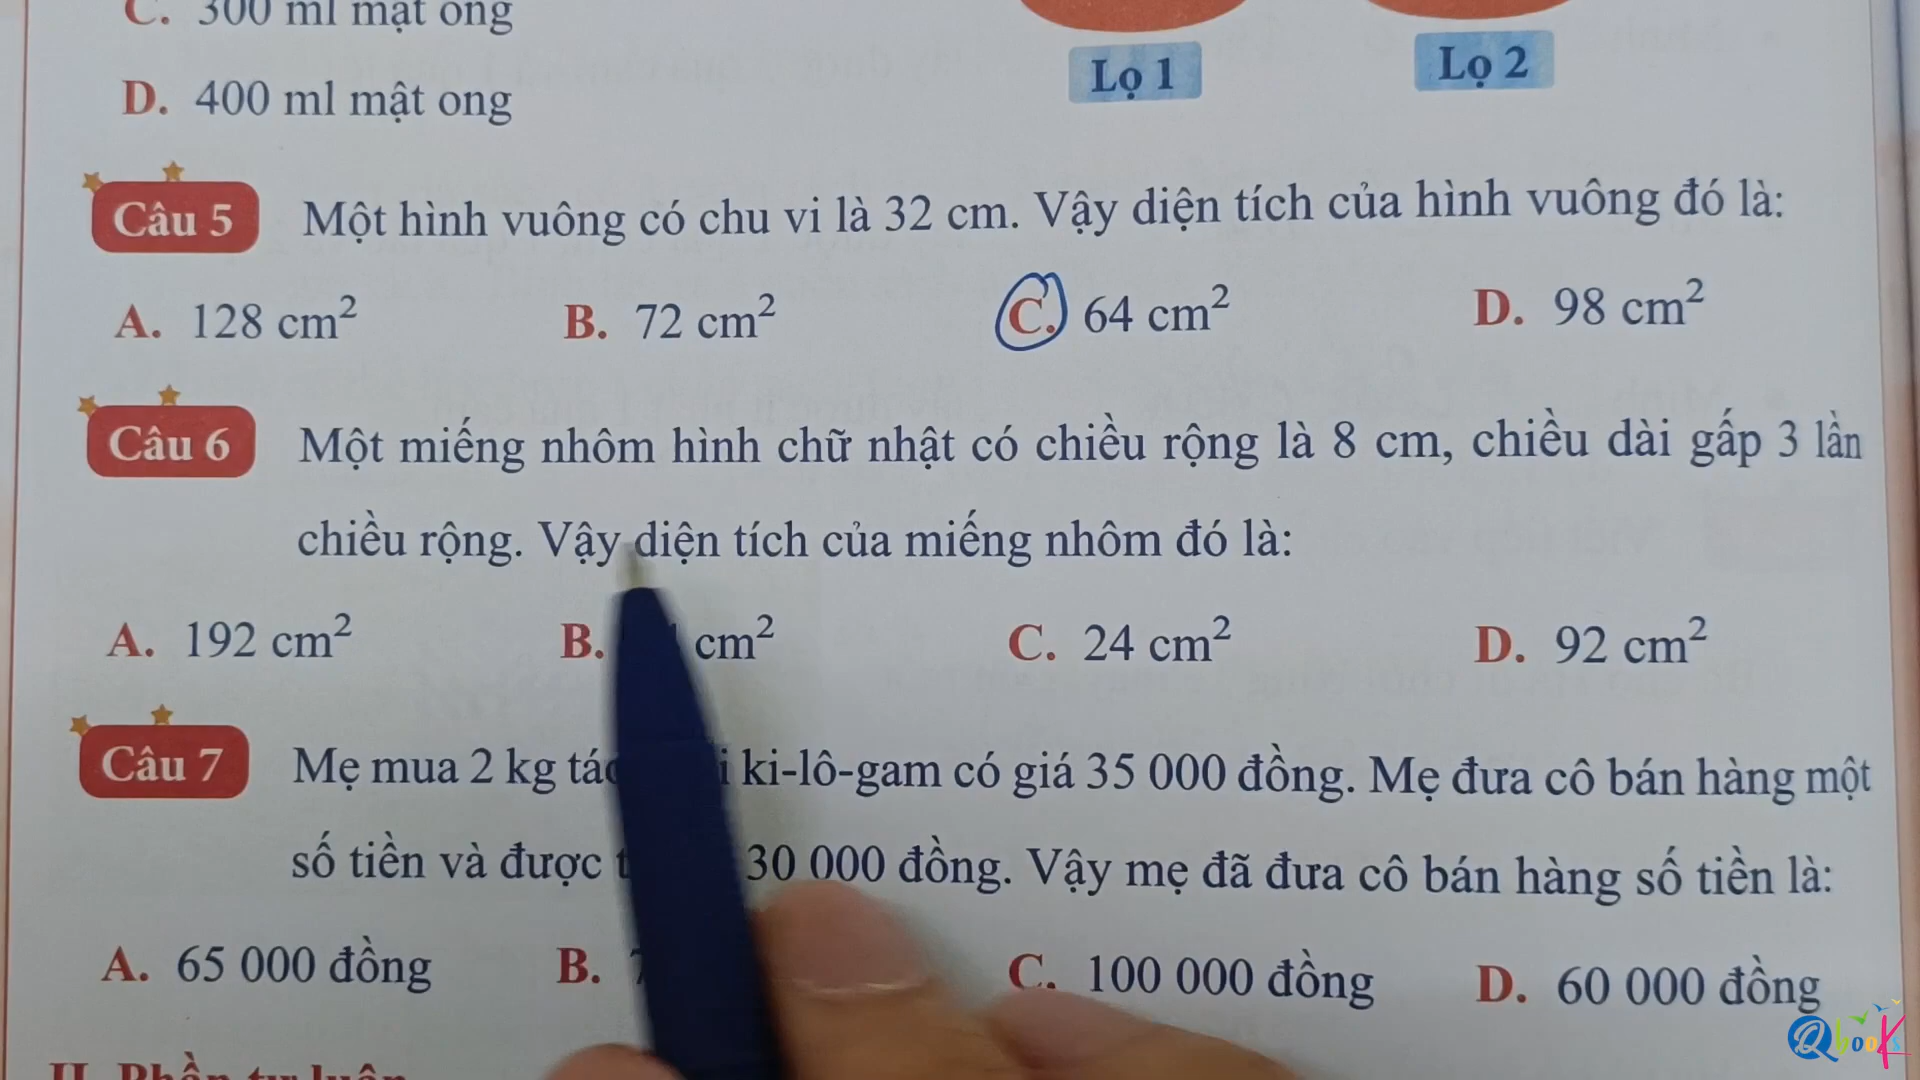 C. 300 ml mật ong
D. 400 ml mật ong
Lọ 1
Lọ 2
Câu 5 Một hình vuông có chu vi là 32 cm. Vậy diện tích của hình vuông đó là:
A. 128 cm² B. 72 cm² C. 64 cm² D. 98 cm²
Câu 6 Một miếng nhôm hình chữ nhật có chiều rộng là 8 cm, chiều dài gấp 3 lần
chiều rộng. Vậy diện tích của miếng nhôm đó là:
A. 192 cm² B. cm² C. 24 cm² D. 92 cm²
Câu 7 Mẹ mua 2 kg ki-lô-gam có giá 35 000 đồng. Mẹ đưa cô bán hàng một
số tiền và được 30 000 đồng. Vậy mẹ đã đưa cô bán hàng số tiền là:
A. 65 000 đồng B. C. 100 000 đồng D. 60 000 đồng
II. Phần tự luận
Qbooks